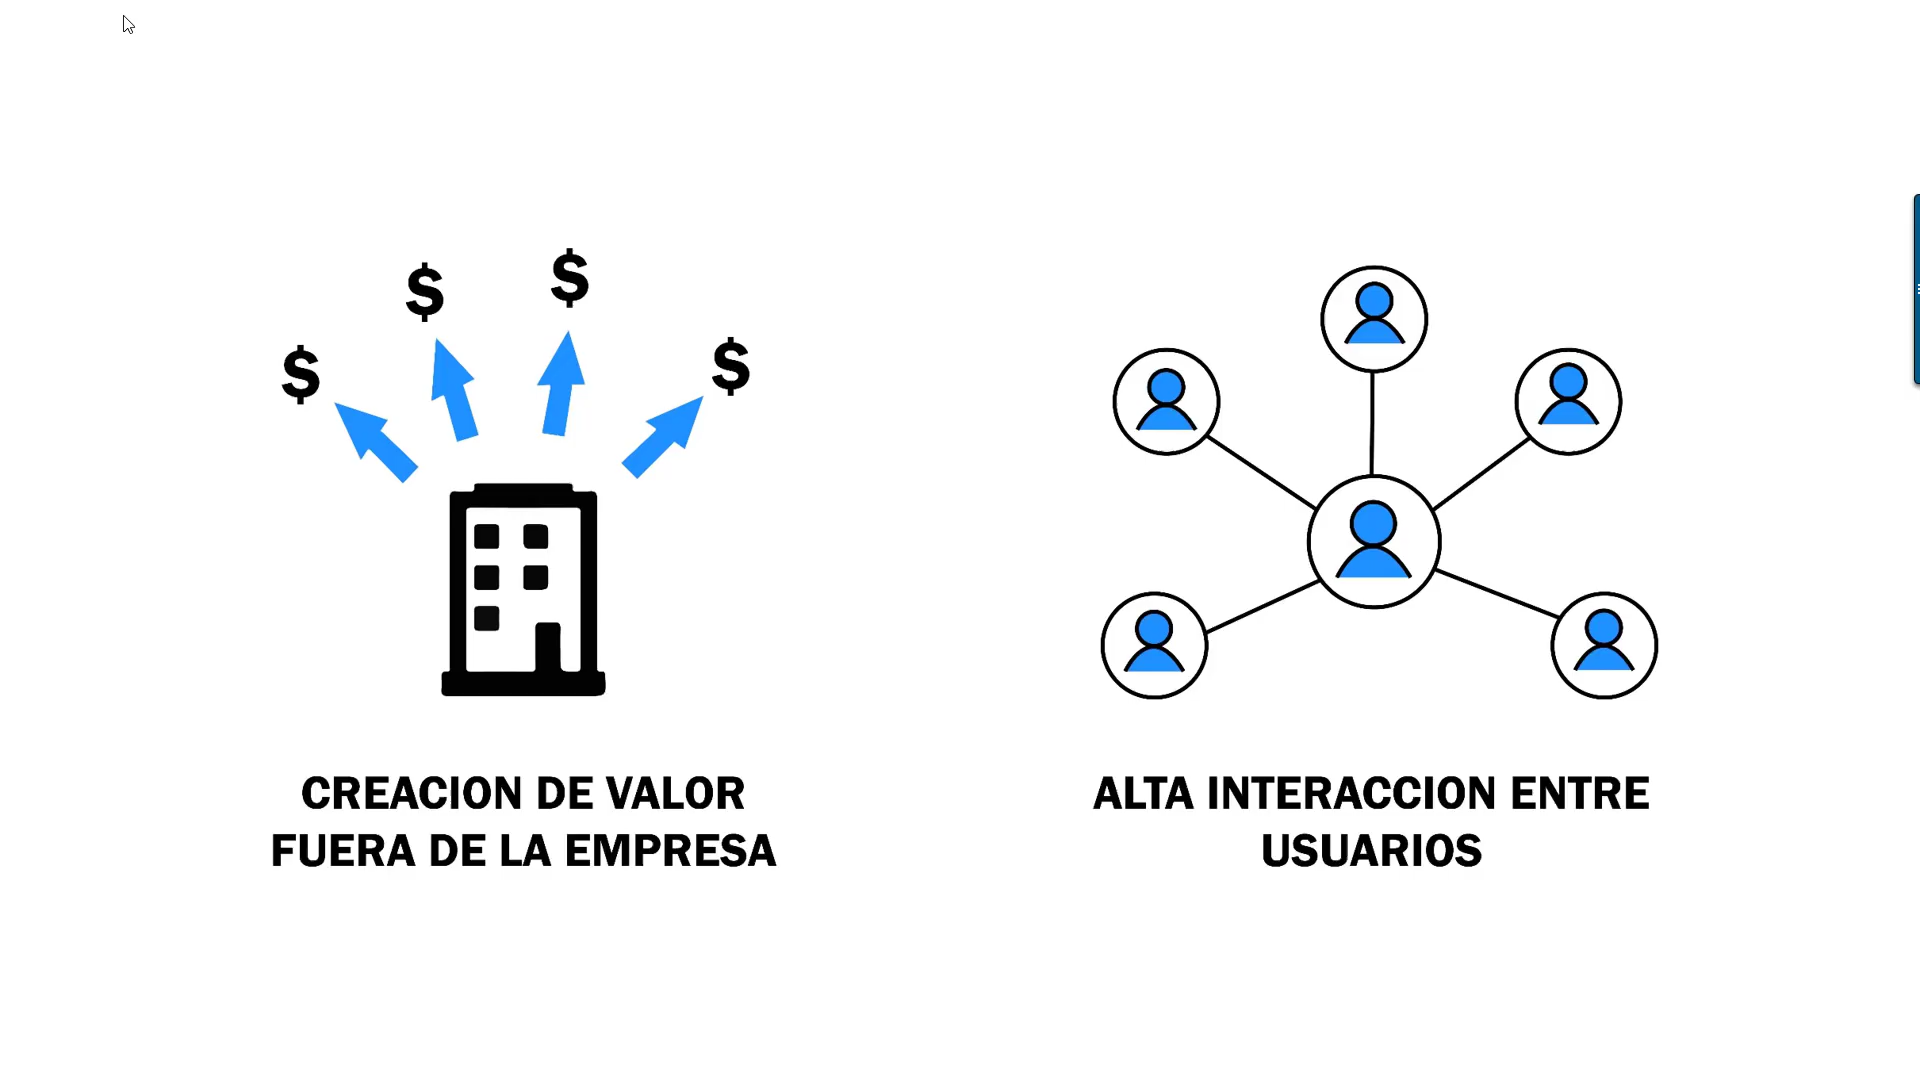 $
$
$
$
CREACION DE VALOR
FUERA DE LA EMPRESA
ALTA INTERACCION ENTRE
USUARIOS